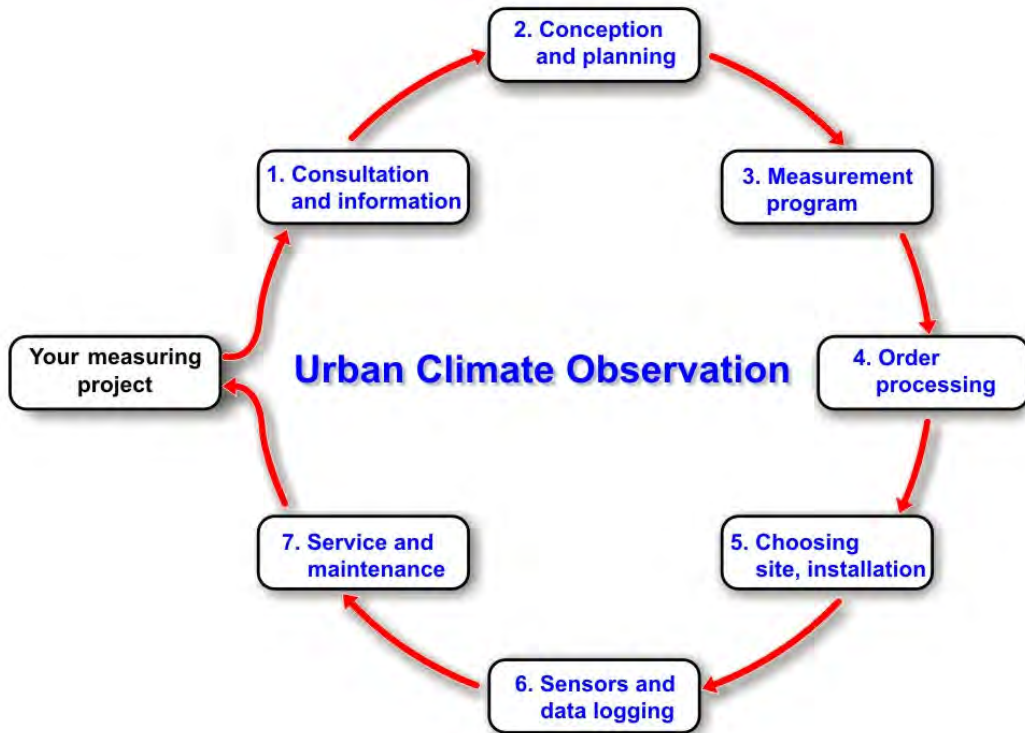 2. Conception
and planning
1. Consultation
and information
3. Measurement
program
Your measuring
project
Urban Climate Observation
4. Order
processing
7. Service and
maintenance
5. Choosing
site, installation
6. Sensors and
data logging